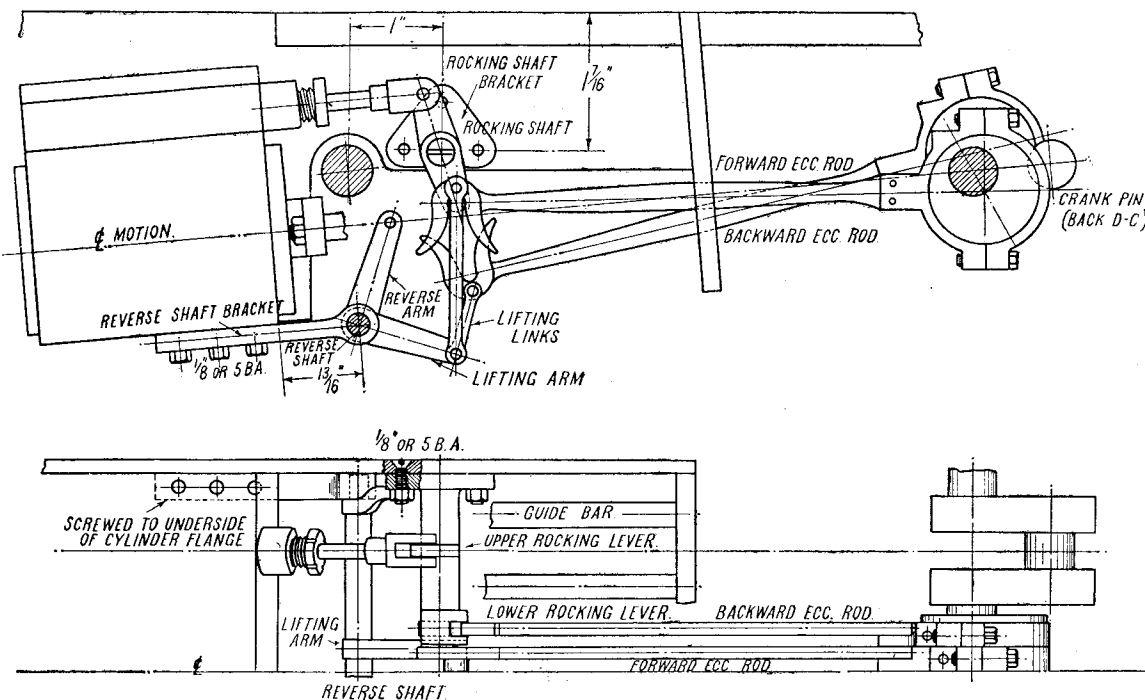 1"
ROCKING SHAFT
BRACKET
1 7/16"
ROCKING SHAFT
FORWARD ECC. ROD.
CRANK PIN
(BACK D-C)
BACKWARD ECC. ROD.
℄ MOTION.
REVERSE
ARM
REVERSE SHAFT BRACKET
LIFTING
LINKS
REVERSE
SHAFT
1/8" OR 5 BA.
13/16"
LIFTING ARM
1/8" OR 5 B.A.
SCREWED TO UNDERSIDE
OF CYLINDER FLANGE
GUIDE BAR
UPPER ROCKING LEVER.
LOWER ROCKING LEVER.
BACKWARD ECC. ROD.
LIFTING
ARM
℄
FORWARD ECC. ROD.
REVERSE SHAFT.